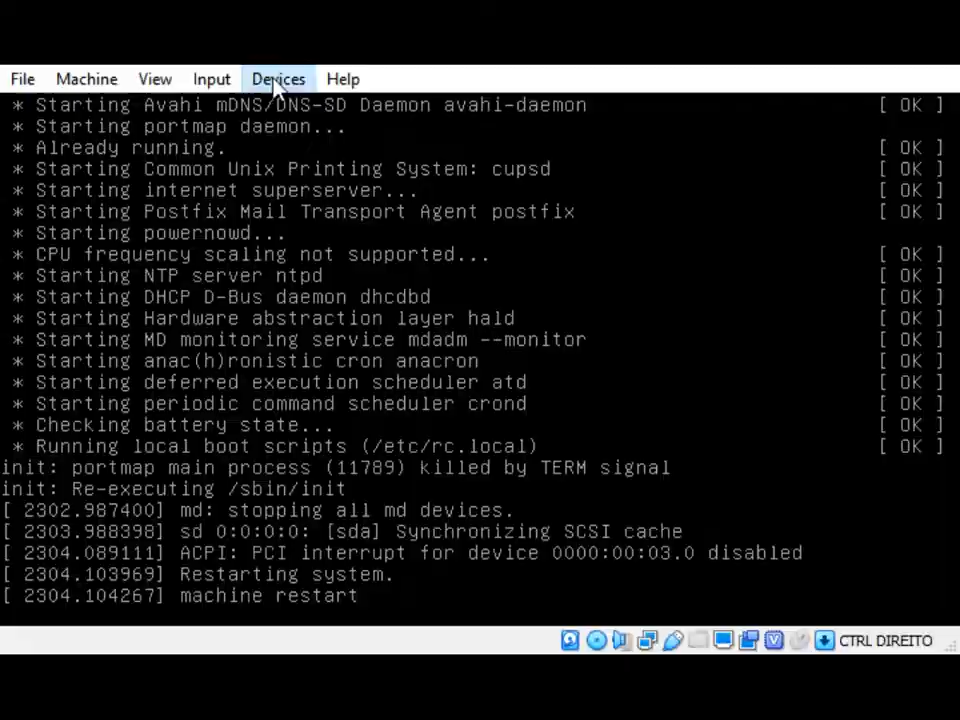 File Machine View Input Devices Help
* Starting Avahi mDNS/DNS-SD Daemon avahi-daemon [ OK ]
* Starting portmap daemon...
* Already running. [ OK ]
* Starting Common Unix Printing System: cupsd [ OK ]
* Starting internet superserver... [ OK ]
* Starting Postfix Mail Transport Agent postfix [ OK ]
* Starting powernowd...
* CPU frequency scaling not supported... [ OK ]
* Starting NTP server ntpd [ OK ]
* Starting DHCP D-Bus daemon dhcdbd [ OK ]
* Starting Hardware abstraction layer hald [ OK ]
* Starting MD monitoring service mdadm --monitor [ OK ]
* Starting anac(h)ronistic cron anacron [ OK ]
* Starting deferred execution scheduler atd [ OK ]
* Starting periodic command scheduler crond [ OK ]
* Checking battery state... [ OK ]
* Running local boot scripts (/etc/rc.local) [ OK ]
init: portmap main process (11789) killed by TERM signal
init: Re-executing /sbin/init
[ 2302.987400] md: stopping all md devices.
[ 2303.988398] sd 0:0:0:0: [sda] Synchronizing SCSI cache
[ 2304.089111] ACPI: PCI interrupt for device 0000:00:03.0 disabled
[ 2304.103969] Restarting system.
[ 2304.104267] machine restart
CTRL DIREITO